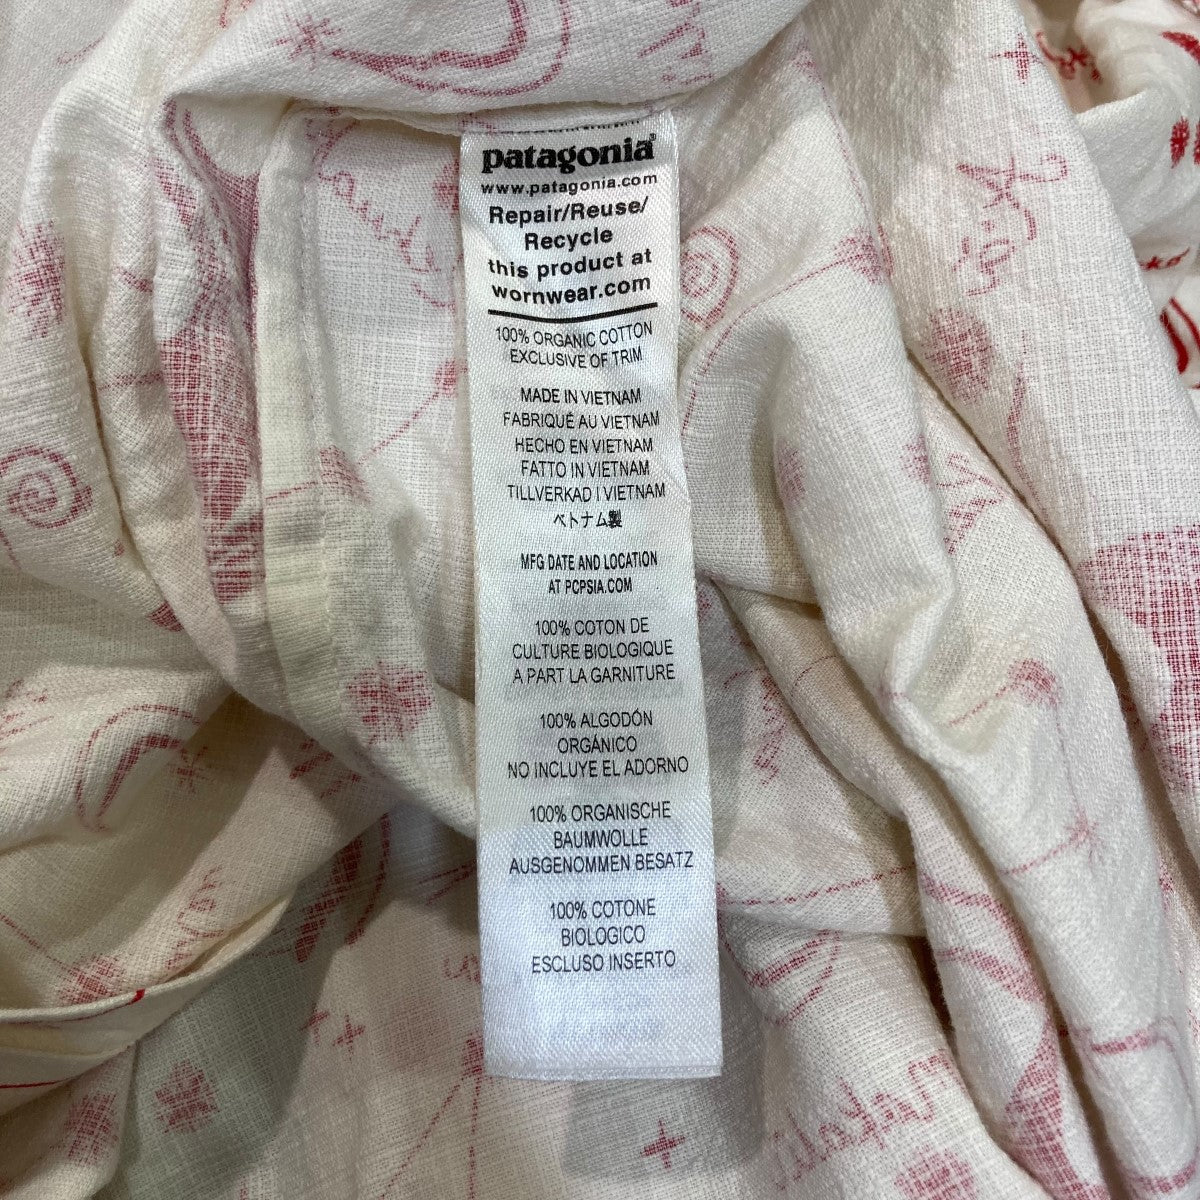 patagonia®
www.patagonia.com
Repair/Reuse/
Recycle
this product at
wornwear.com
100% ORGANIC COTTON
EXCLUSIVE OF TRIM
MADE IN VIETNAM
FABRIQUÉ AU VIETNAM
HECHO EN VIETNAM
FATTO IN VIETNAM
TILLVERKAD I VIETNAM
ベトナム製
MFG DATE AND LOCATION
AT PCPSIA.COM
100% COTON DE
CULTURE BIOLOGIQUE
A PART LA GARNITURE
100% ALGODÓN
ORGÁNICO
NO INCLUYE EL ADORNO
100% ORGANISCHE
BAUMWOLLE
AUSGENOMMEN BESATZ
100% COTONE
BIOLOGICO
ESCLUSO INSERTO